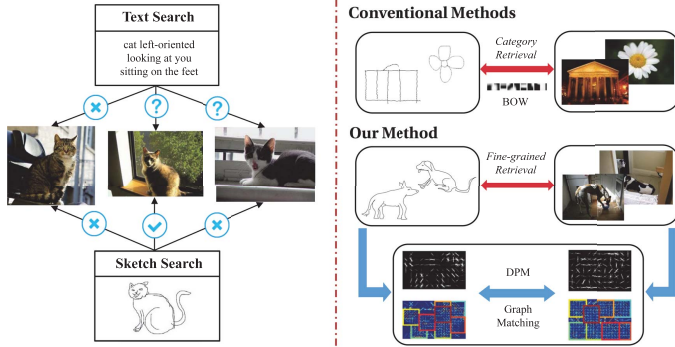 Text Search
cat left-oriented
looking at you
sitting on the feet
?
?
Sketch Search
Conventional Methods
Category
Retrieval
BOW
Our Method
Fine-grained
Retrieval
DPM
Graph
Matching